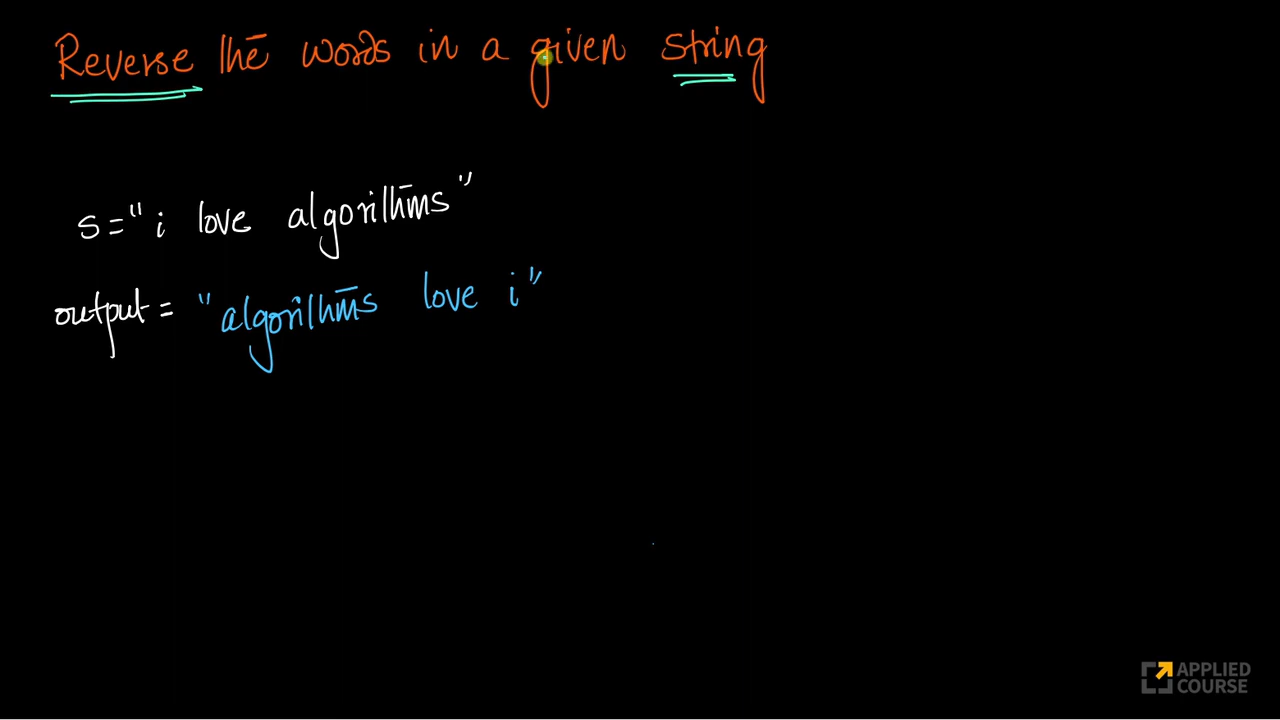 Reverse the words in a given string
s = "i love algorithms"
output = "algorithms love i"
APPLIED
COURSE